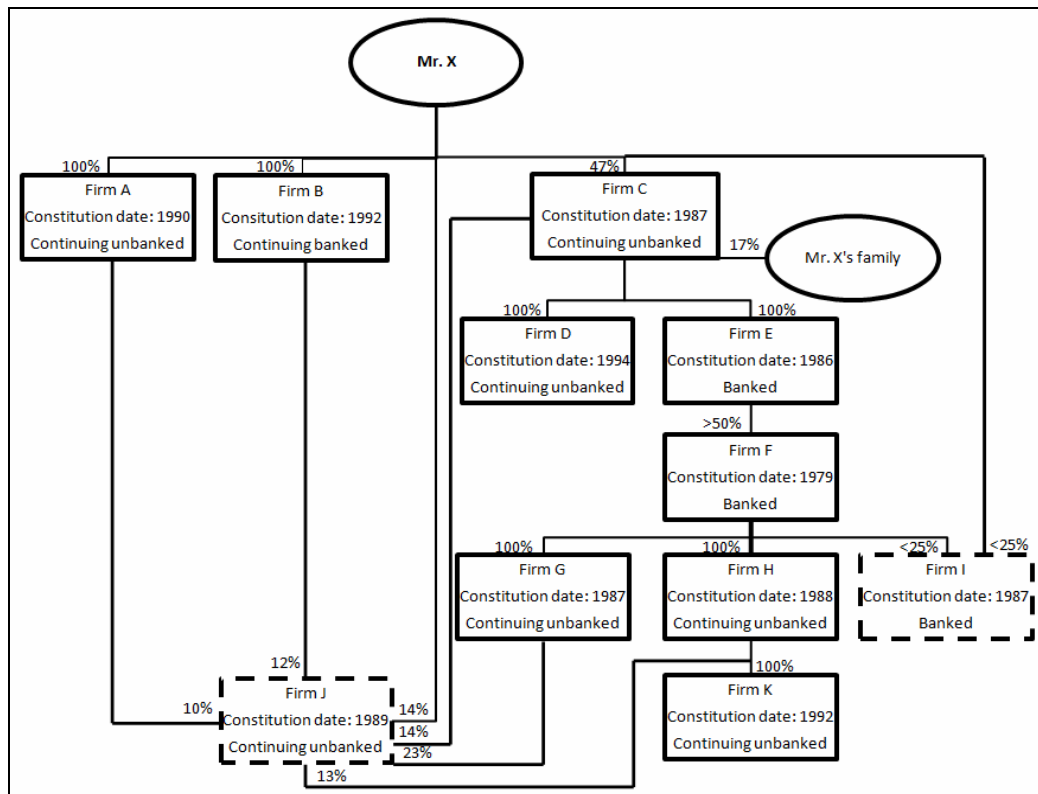 Mr. X
100%
Firm A
Constitution date: 1990
Continuing unbanked
100%
Firm B
Consitution date: 1992
Continuing banked
47%
Firm C
Constitution date: 1987
Continuing unbanked
17%
Mr. X's family
100%
Firm D
Constitution date: 1994
Continuing unbanked
100%
Firm E
Constitution date: 1986
Banked
>50%
Firm F
Constitution date: 1979
Banked
100%
Firm G
Constitution date: 1987
Continuing unbanked
100%
Firm H
Constitution date: 1988
Continuing unbanked
<25%
<25%
Firm I
Constitution date: 1987
Banked
12%
10%
Firm J
Constitution date: 1989
Continuing unbanked
14%
14%
23%
13%
100%
Firm K
Constitution date: 1992
Continuing unbanked